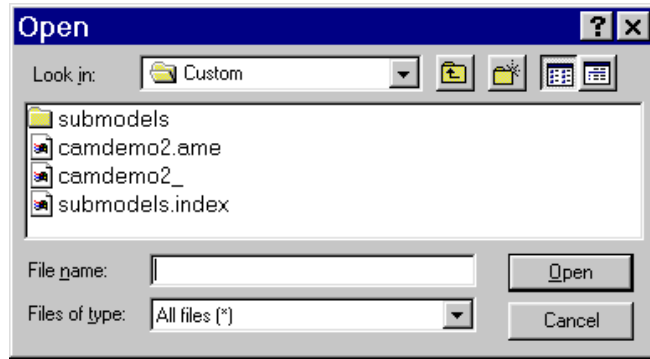 Open
Look in: Custom
submodels
camdemo2.ame
camdemo2_
submodels.index
File name: Open
Files of type: All files (*) Cancel